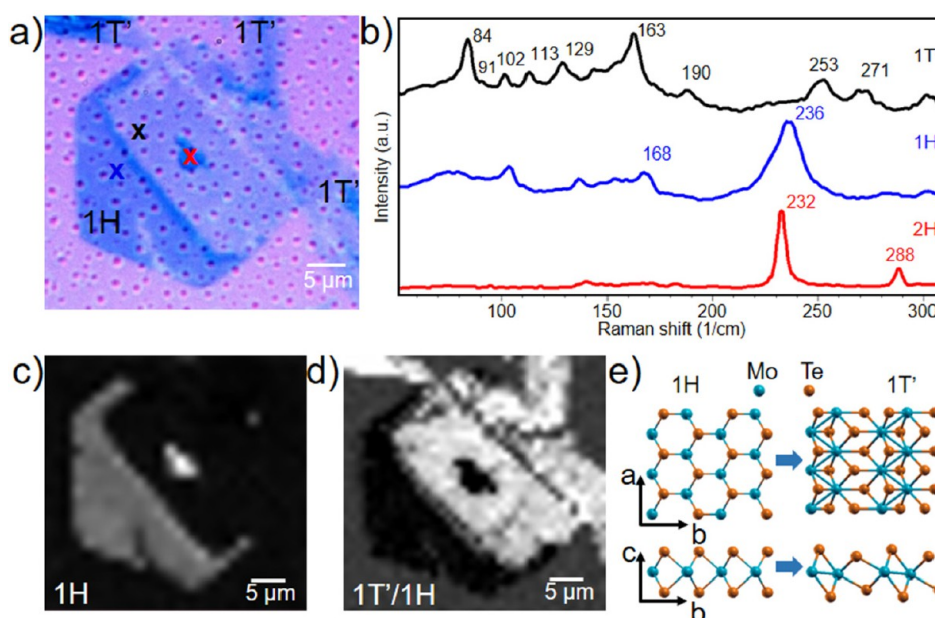 a)
1T'
1T'
x
x
x
1T'
1H
5 μm
b)
Intensity (a.u.)
84
91
102
113
129
163
190
253
271
1T'
168
236
1H
232
288
2H
100
150
200
250
300
Raman shift (1/cm)
c)
1H
5 μm
d)
1T'/1H
5 μm
e)
1H
Mo
Te
1T'
a
b
c
b